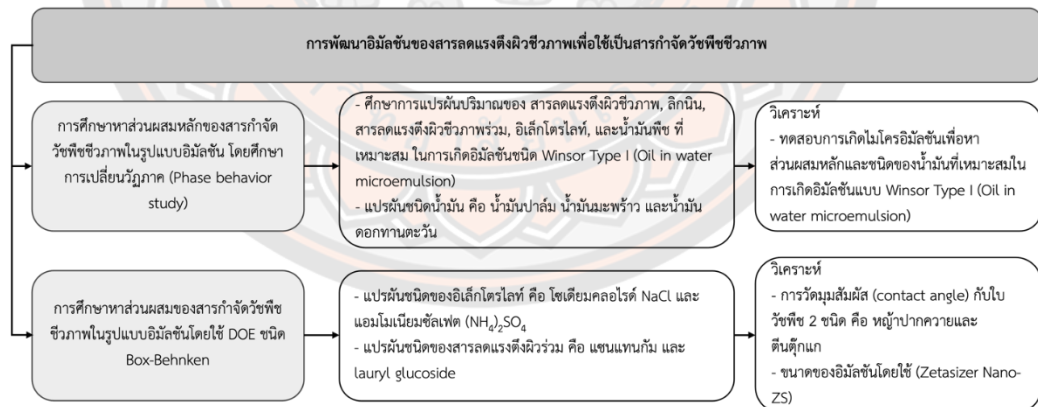 การพัฒนาอิมัลชันของสารลดแรงตึงผิวชีวภาพเพื่อใช้เป็นสารกำจัดวัชพืชชีวภาพ
การศึกษาหาส่วนผสมหลักของสารกำจัด
วัชพืชชีวภาพในรูปแบบอิมัลชัน โดยศึกษา
การเปลี่ยนวัฏภาค (Phase behavior
study)
- ศึกษาการแปรผันปริมาณของ สารลดแรงตึงผิวชีวภาพ, ลิกนิน,
สารลดแรงตึงผิวชีวภาพร่วม, อิเล็กโตรไลท์, และน้ำมันพืช ที่
เหมาะสม ในการเกิดอิมัลชันชนิด Winsor Type I (Oil in water
microemulsion)
- แปรผันชนิดน้ำมัน คือ น้ำมันปาล์ม น้ำมันมะพร้าว และน้ำมัน
ดอกทานตะวัน
วิเคราะห์
- ทดสอบการเกิดไมโครอิมัลชันเพื่อหา
ส่วนผสมหลักและชนิดของน้ำมันที่เหมาะสมใน
การเกิดอิมัลชันแบบ Winsor Type I (Oil in
water microemulsion)
การศึกษาหาส่วนผสมของสารกำจัดวัชพืช
ชีวภาพในรูปแบบอิมัลชันโดยใช้ DOE ชนิด
Box-Behnken
- แปรผันชนิดของอิเล็กโตรไลท์ คือ โซเดียมคลอไรด์ NaCl และ
แอมโมเนียมซัลเฟต (NH₄)₂SO₄
- แปรผันชนิดของสารลดแรงตึงผิวร่วม คือ แซนแทนกัม และ
lauryl glucoside
วิเคราะห์
- การวัดมุมสัมผัส (contact angle) กับใบ
วัชพืช 2 ชนิด คือ หญ้าปากควายและ
ตีนตุ๊กแก
- ขนาดของอิมัลชันโดยใช้ (Zetasizer Nano-
ZS)